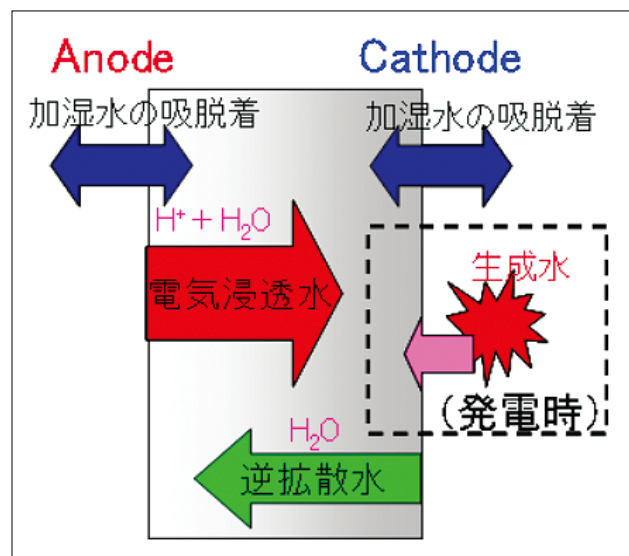 Anode
Cathode
加湿水の吸脱着
加湿水の吸脱着
H⁺ + H₂O
電気浸透水
生成水
(発電時)
H₂O
逆拡散水